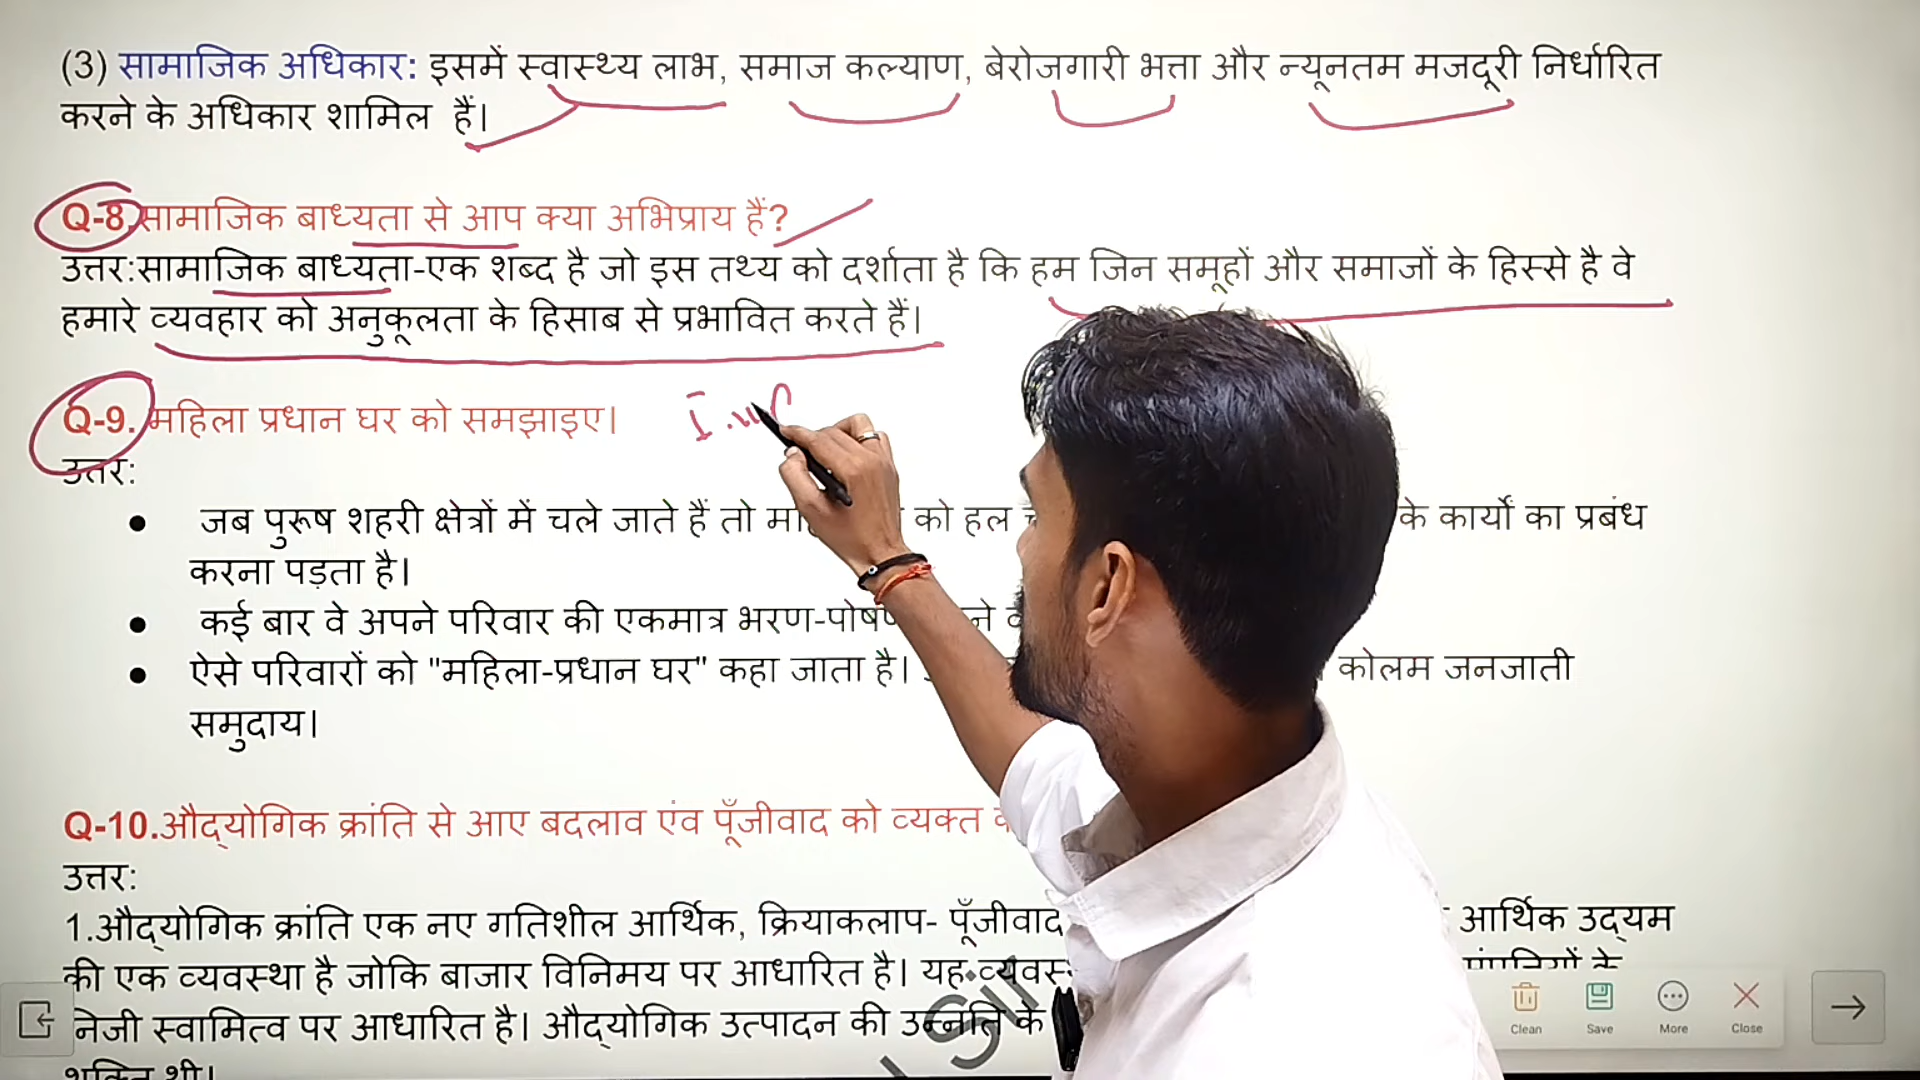 (3) सामाजिक अधिकार: इसमें स्वास्थ्य लाभ, समाज कल्याण, बेरोजगारी भत्ता और न्यूनतम मजदूरी निर्धारित
करने के अधिकार शामिल हैं।
Q-8.सामाजिक बाध्यता से आप क्या अभिप्राय हैं?
उत्तर:सामाजिक बाध्यता-एक शब्द है जो इस तथ्य को दर्शाता है कि हम जिन समूहों और समाजों के हिस्से है वे
हमारे व्यवहार को अनुकूलता के हिसाब से प्रभावित करते हैं।
Q-9. महिला प्रधान घर को समझाइए।
उत्तर:
● जब पुरूष शहरी क्षेत्रों में चले जाते हैं तो को हल के कार्यों का प्रबंध
करना पड़ता है।
● कई बार वे अपने परिवार की एकमात्र
● ऐसे परिवारों को "महिला-प्रधान घर" कहा जाता है। कोलम जनजाती
समुदाय।
Q-10.औद्योगिक क्रांति से आए बदलाव एंव पूँजीवाद को व्यक्त
उत्तर:
1.औद्योगिक क्रांति एक नए गतिशील आर्थिक, क्रियाकलाप- पूँजीवाद आर्थिक उद्यम
की एक व्यवस्था है जोकि बाजार विनिमय पर आधारित है। यह
निजी स्वामित्व पर आधारित है। औद्योगिक उत्पादन की उन्नति के
शक्ति थी।
Clean Save More Close